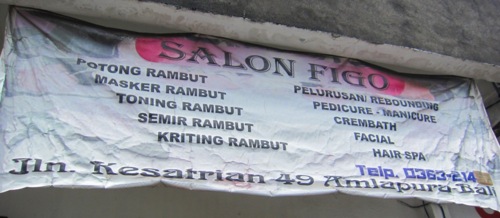 SALON FIGO
POTONG RAMBUT
MASKER RAMBUT
TONING RAMBUT
SEMIR RAMBUT
KRITING RAMBUT
PELURUSAN/REBOUNDING
PEDICURE - MANICURE
CREMBATH
FACIAL
HAIR SPA
Telp. 0363-214
Jln. Kesatrian 49 Amlapura-Bali